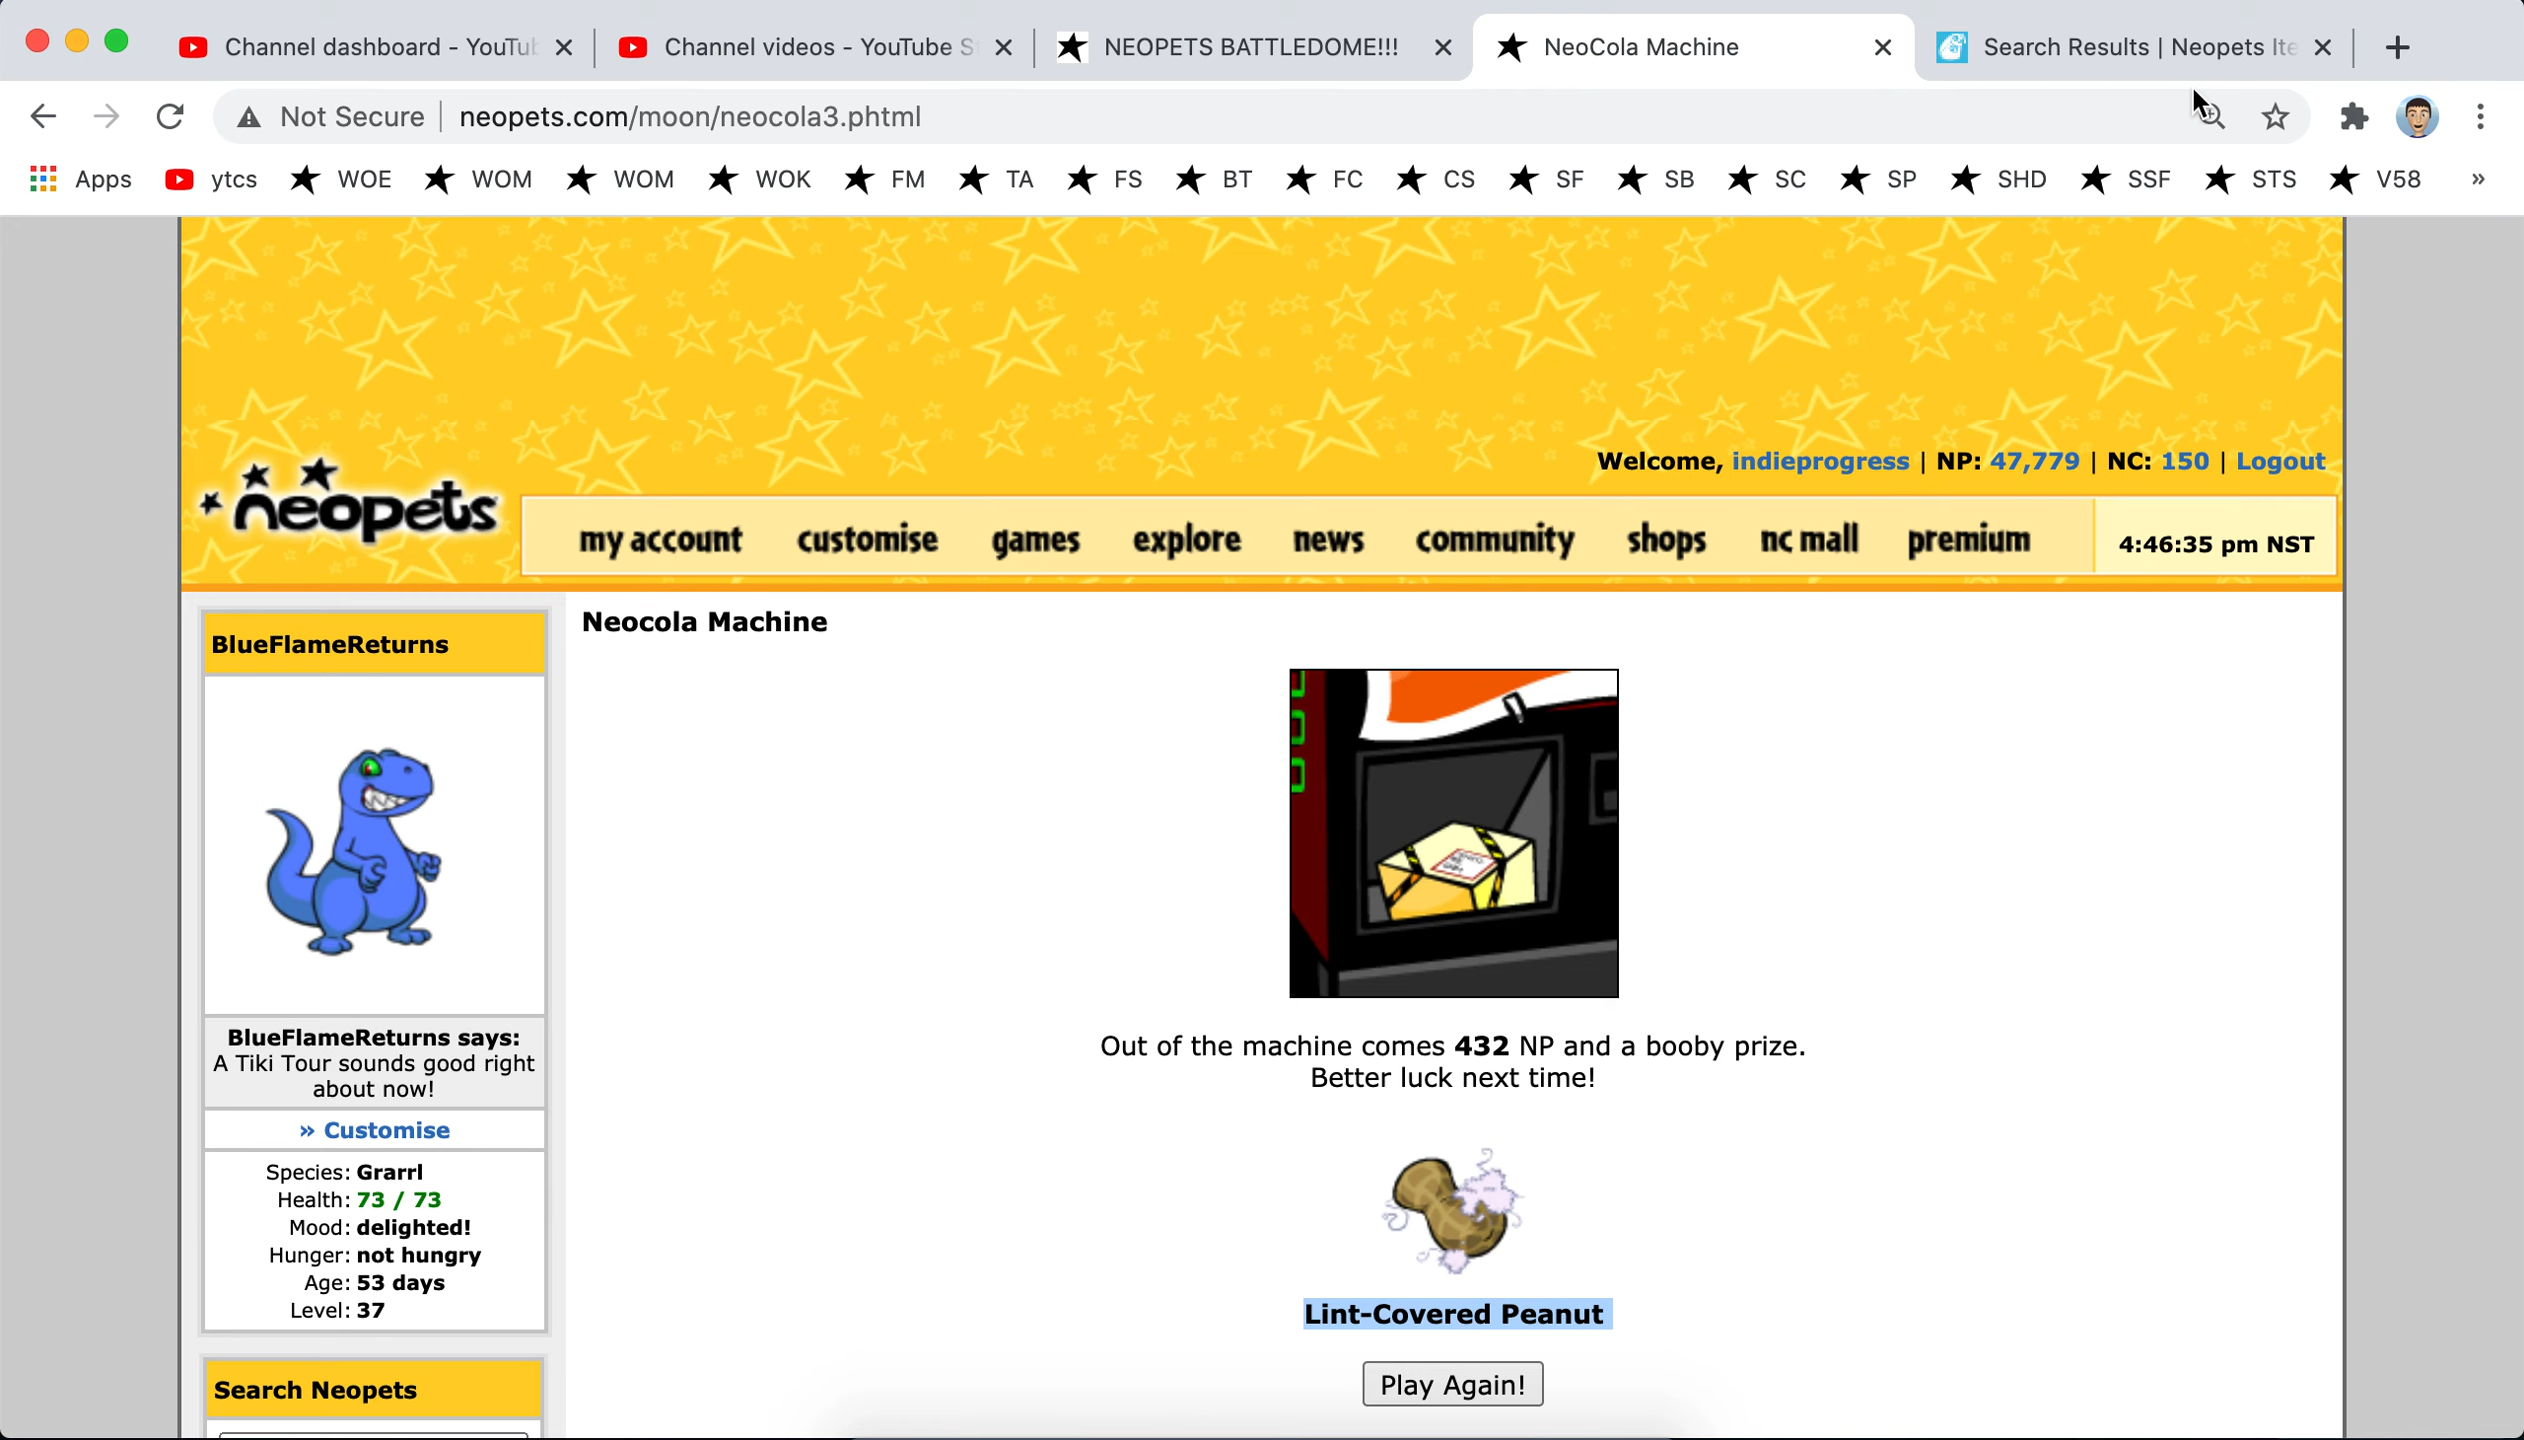 Channel dashboard - YouTub
Channel videos - YouTube S
NEOPETS BATTLEDOME!!!
NeoCola Machine
Search Results | Neopets Ite
Not Secure
neopets.com/moon/neocola3.phtml
Apps
ytcs
WOE
WOM
WOM
WOK
FM
TA
FS
BT
FC
CS
SF
SB
SC
SP
SHD
SSF
STS
V58
»
Welcome, indieprogress | NP: 47,779 | NC: 150 | Logout
neopets
my account
customise
games
explore
news
community
shops
nc mall
premium
4:46:35 pm NST
BlueFlameReturns
BlueFlameReturns says:
A Tiki Tour sounds good right
about now!
» Customise
Species: Grarrl
Health: 73 / 73
Mood: delighted!
Hunger: not hungry
Age: 53 days
Level: 37
Search Neopets
Neocola Machine
Out of the machine comes 432 NP and a booby prize.
Better luck next time!
Lint-Covered Peanut
Play Again!